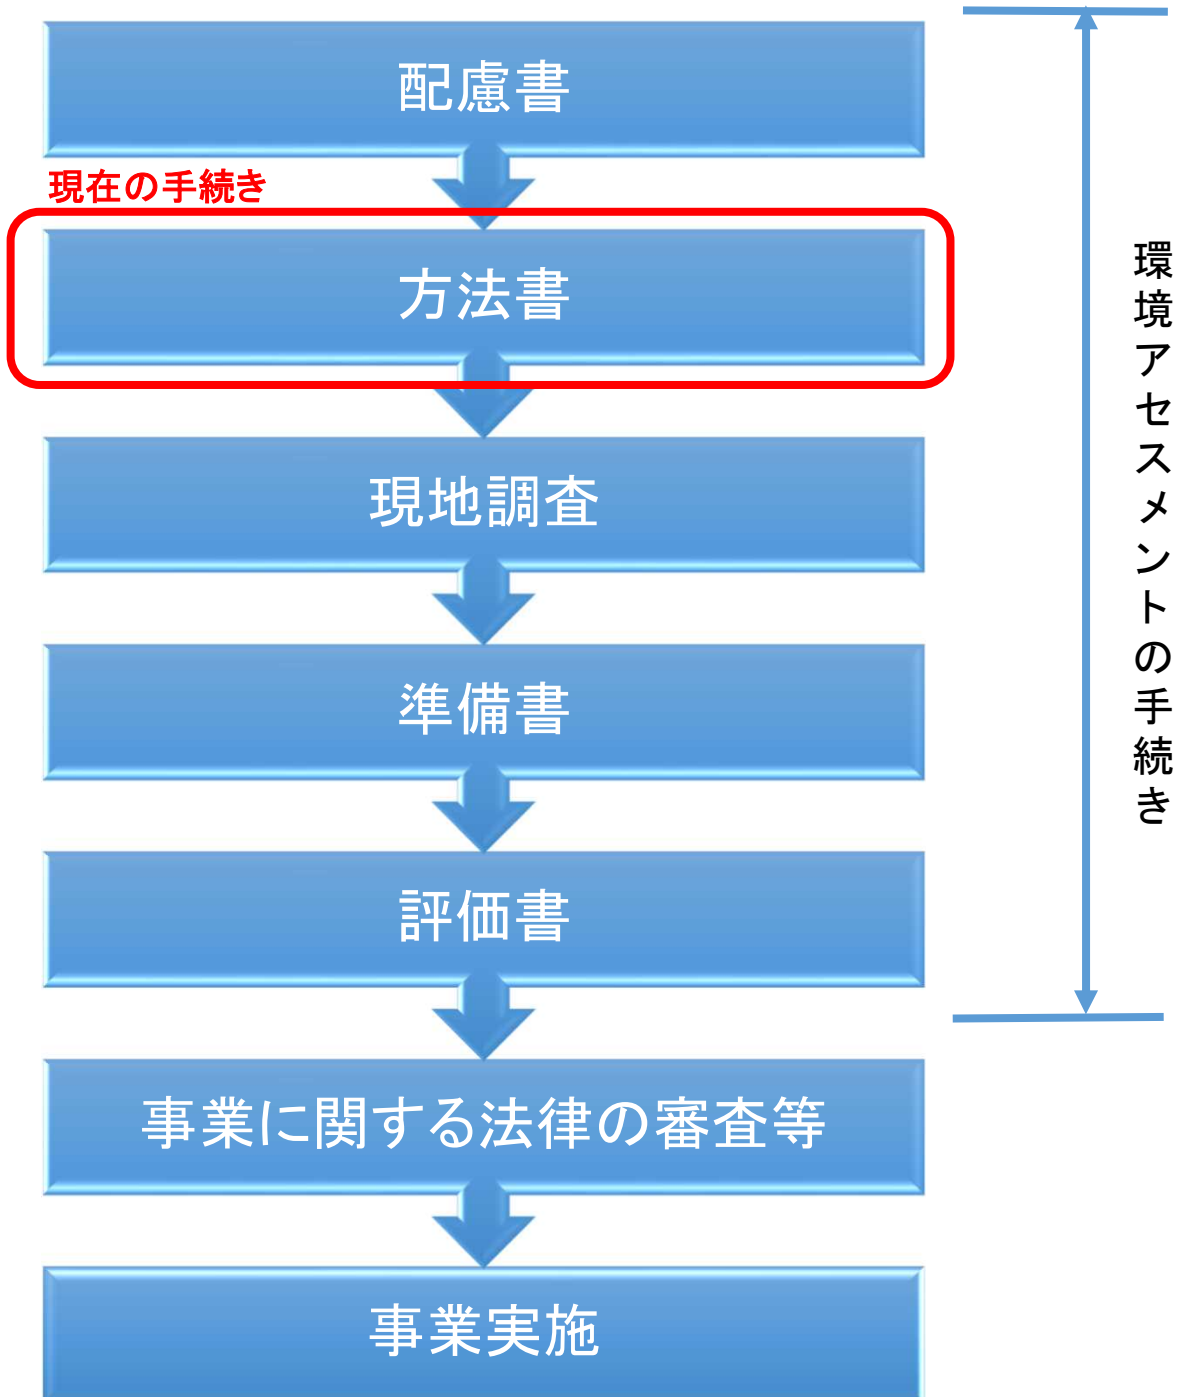 配慮書
現在の手続き
方法書
現地調査
準備書
評価書
事業に関する法律の審査等
事業実施
環境アセスメントの手続き